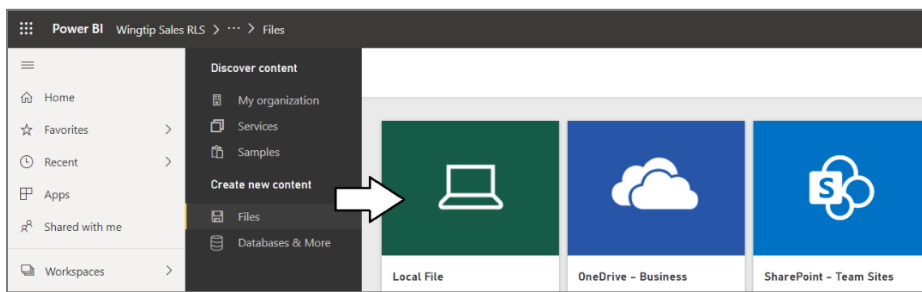 Power BI Wingtip Sales RLS > ··· > Files
Home
Favorites >
Recent >
Apps
Shared with me
Workspaces >
Discover content
My organization
Services
Samples
Create new content
Files
Databases & More
Local File
OneDrive – Business
S
SharePoint – Team Sites